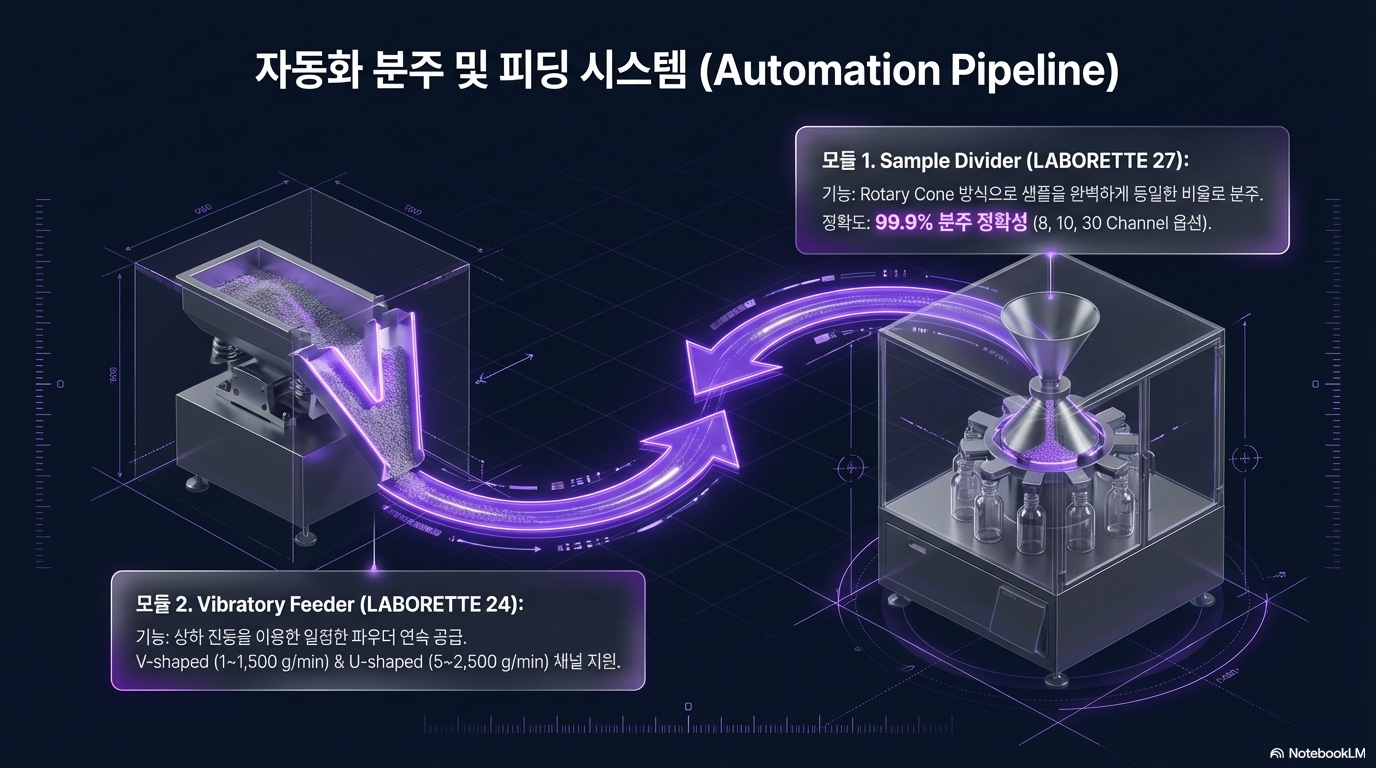 자동화 분주 및 피딩 시스템 (Automation Pipeline)
모듈 1. Sample Divider (LABORETTE 27):
기능: Rotary Cone 방식으로 샘플을 완벽하게 등일한 비율로 분주.
정확도: 99.9% 분주 정확성 (8, 10, 30 Channel 옵션).
모듈 2. Vibratory Feeder (LABORETTE 24):
기능: 상하 진동을 이용한 일정한 파우더 연속 공급.
V-shaped (1~1,500 g/min) & U-shaped (5~2,500 g/min) 채널 지원.
0
0
0
NotebookLM